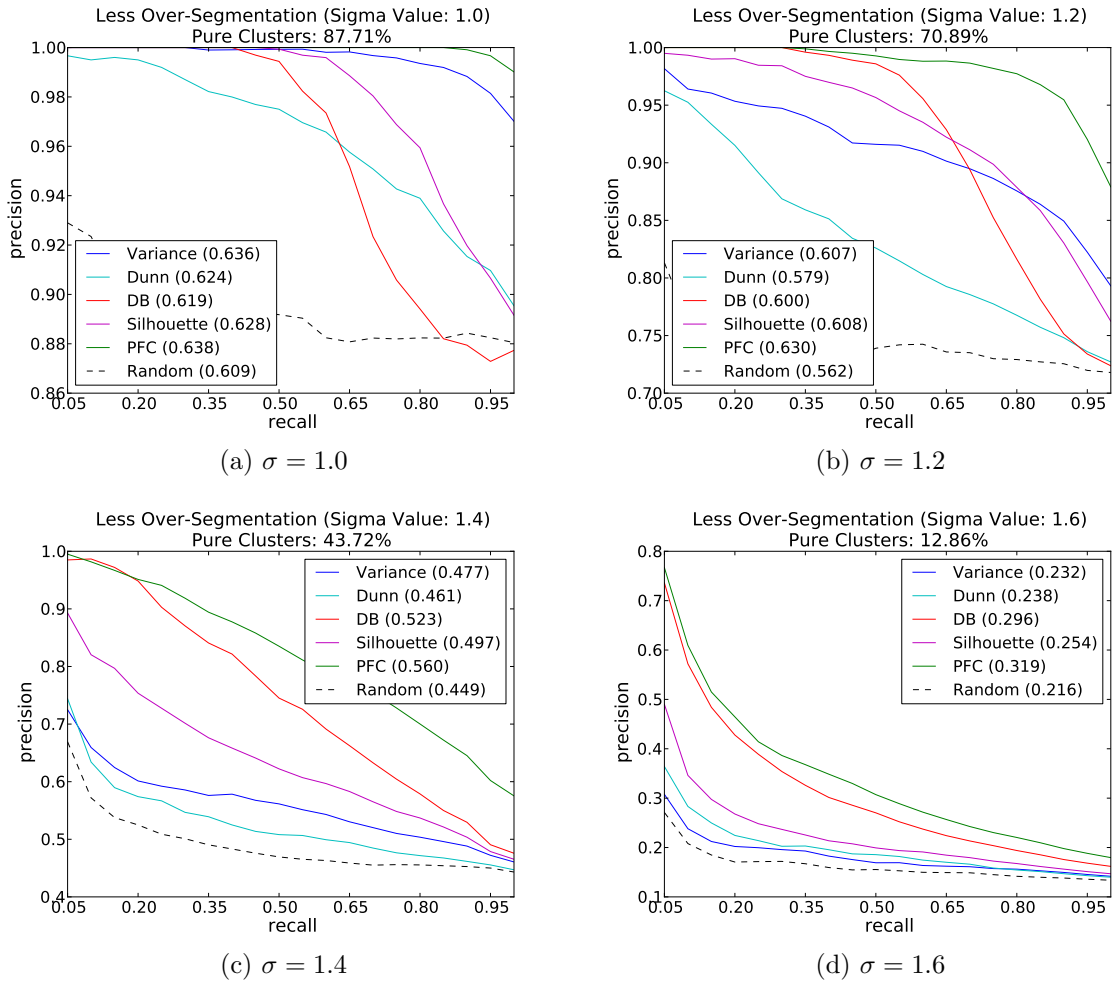 Less Over-Segmentation (Sigma Value: 1.0)
Pure Clusters: 87.71%
1.00
0.98
0.96
0.94
0.92
0.90
0.88
0.86
precision
Variance (0.636)
Dunn (0.624)
DB (0.619)
Silhouette (0.628)
PFC (0.638)
Random (0.609)
0.05 0.20 0.35 0.50 0.65 0.80 0.95
recall
(a) σ = 1.0
Less Over-Segmentation (Sigma Value: 1.2)
Pure Clusters: 70.89%
1.00
0.95
0.90
0.85
0.80
0.75
0.70
precision
Variance (0.607)
Dunn (0.579)
DB (0.600)
Silhouette (0.608)
PFC (0.630)
Random (0.562)
0.05 0.20 0.35 0.50 0.65 0.80 0.95
recall
(b) σ = 1.2
Less Over-Segmentation (Sigma Value: 1.4)
Pure Clusters: 43.72%
1.0
0.9
0.8
0.7
0.6
0.5
0.4
precision
Variance (0.477)
Dunn (0.461)
DB (0.523)
Silhouette (0.497)
PFC (0.560)
Random (0.449)
0.05 0.20 0.35 0.50 0.65 0.80 0.95
recall
(c) σ = 1.4
Less Over-Segmentation (Sigma Value: 1.6)
Pure Clusters: 12.86%
0.8
0.7
0.6
0.5
0.4
0.3
0.2
0.1
precision
Variance (0.232)
Dunn (0.238)
DB (0.296)
Silhouette (0.254)
PFC (0.319)
Random (0.216)
0.05 0.20 0.35 0.50 0.65 0.80 0.95
recall
(d) σ = 1.6